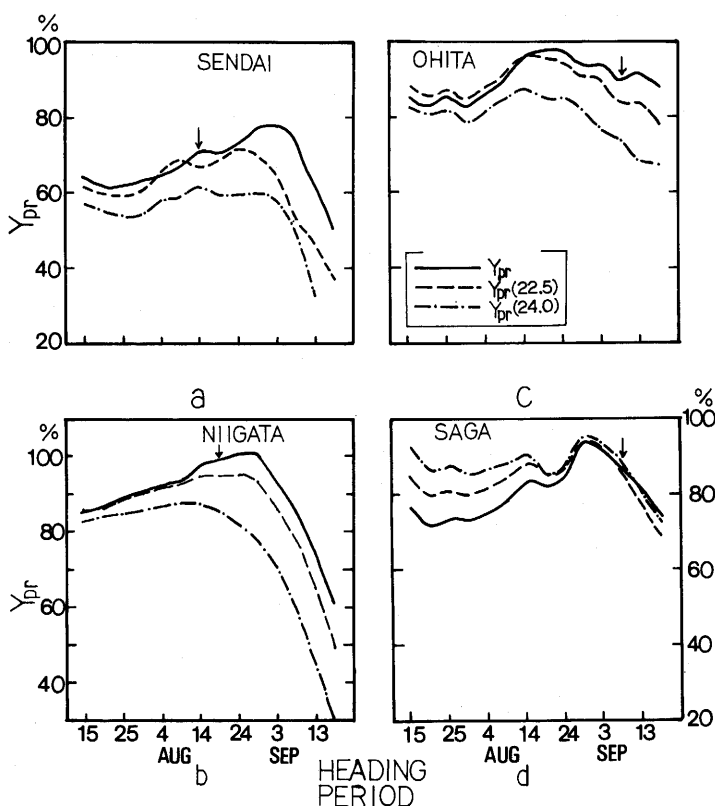 %
100
80
60
40
20
Ypr
SENDAI
a
OHITA
Ypr
Ypr(22.5)
Ypr(24.0)
c
%
100
80
60
40
Ypr
NIIGATA
15 25 4 14 24 3 13
AUG SEP
b
SAGA
%
100
80
60
40
20
15 25 4 14 24 3 13
AUG SEP
d
HEADING
PERIOD